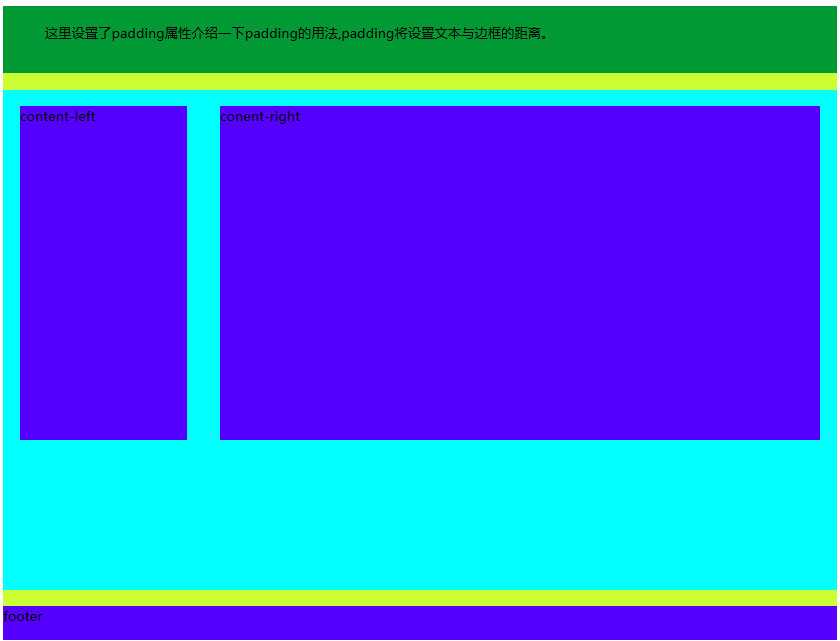 这里设置了padding属性介绍一下padding的用法,padding将设置文本与边框的距离。
content-left
conent-right
footer